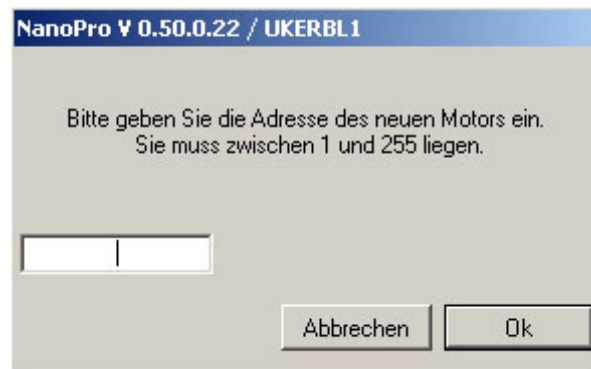 NanoPro V 0.50.0.22 / UKERBL1
Bitte geben Sie die Adresse des neuen Motors ein.
Sie muss zwischen 1 und 255 liegen.
Abbrechen
Ok